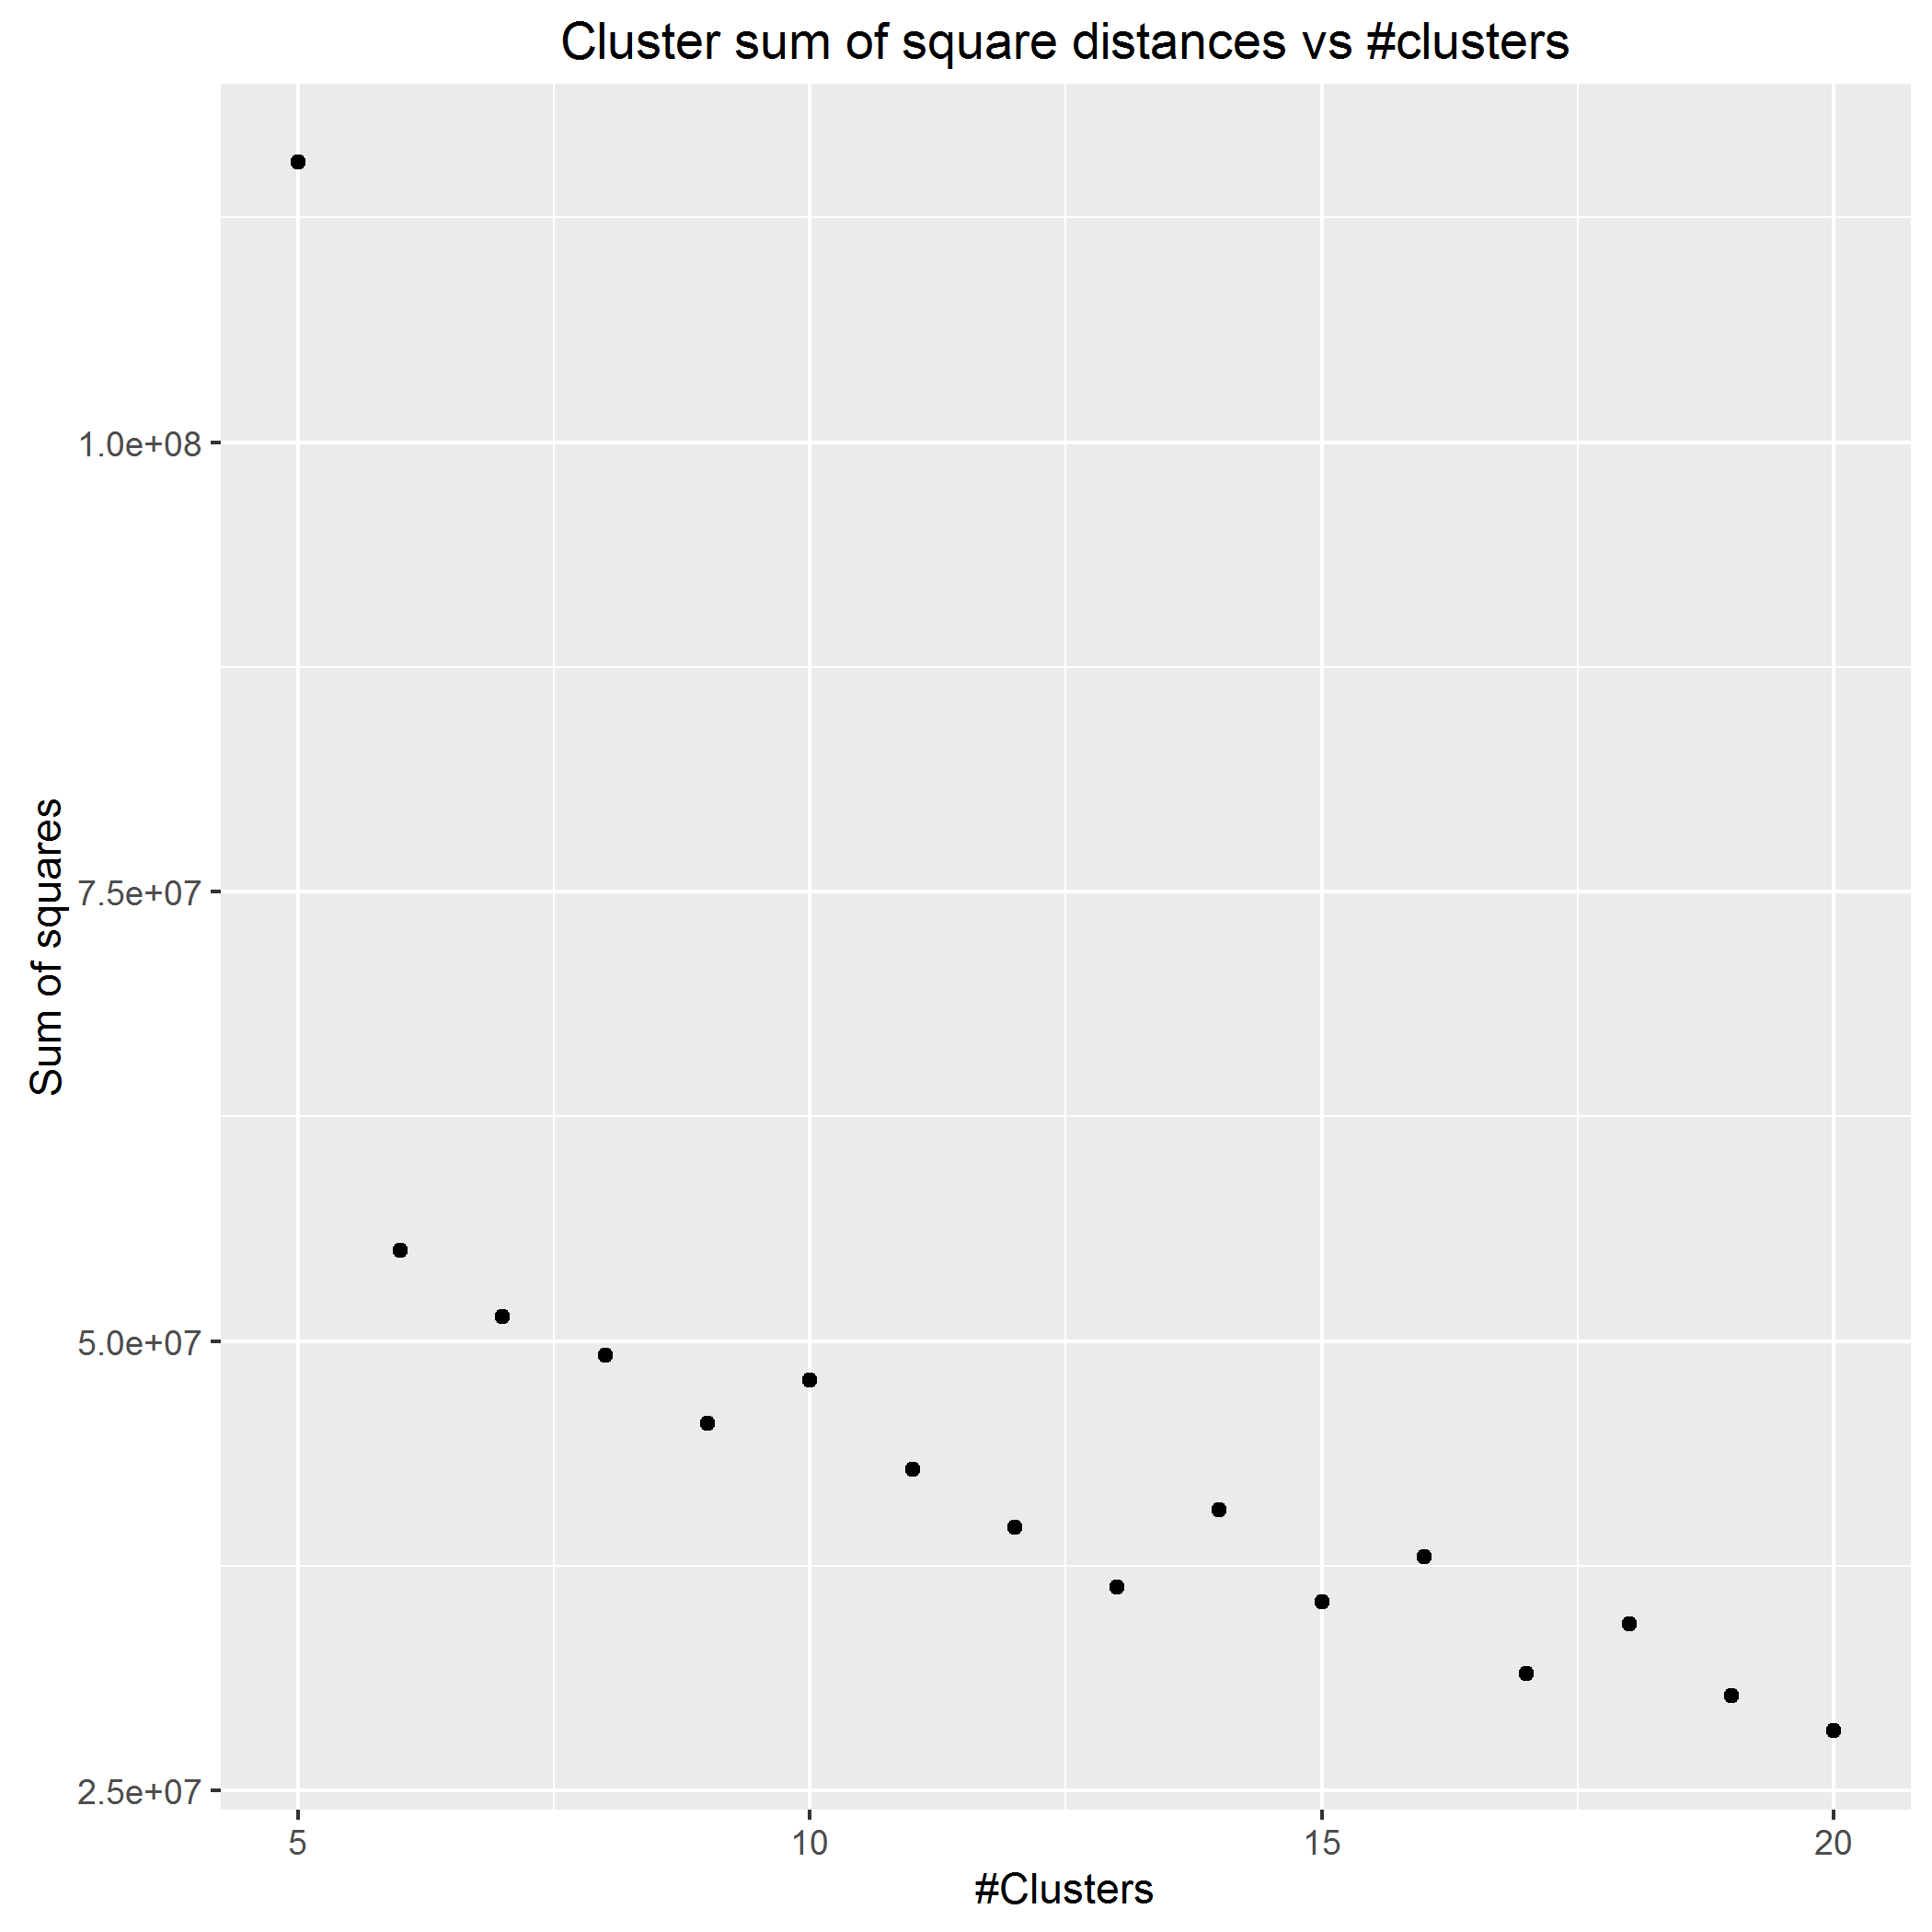 Cluster sum of square distances vs #clusters
Sum of squares
1.0e+08
7.5e+07
5.0e+07
2.5e+07
5 10 15 20
#Clusters